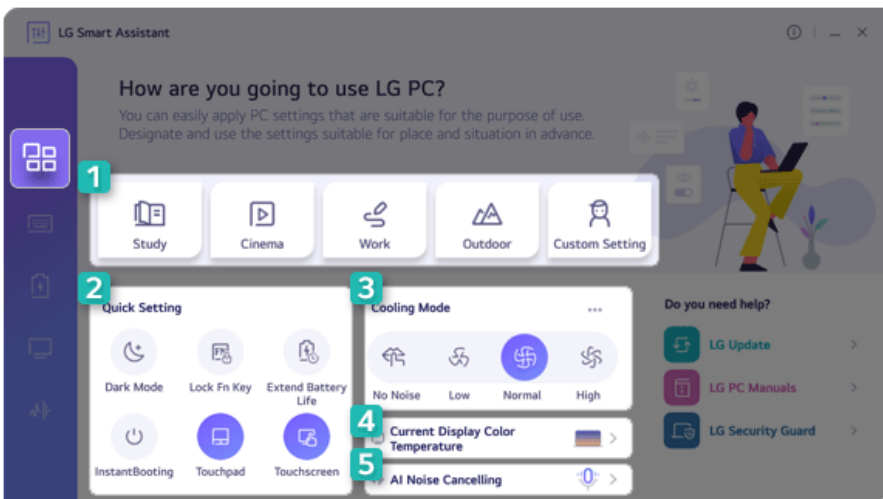 LG Smart Assistant
How are you going to use LG PC?
You can easily apply PC settings that are suitable for the purpose of use.
Designate and use the settings suitable for place and situation in advance.
1
Study
Cinema
Work
Outdoor
Custom Setting
2
Quick Setting
Dark Mode
Lock Fn Key
Extend Battery
Life
InstantBooting
Touchpad
Touchscreen
3
Cooling Mode
No Noise
Low
Normal
High
4
Current Display Color
Temperature
5
AI Noise Cancelling
Do you need help?
LG Update
LG PC Manuals
LG Security Guard